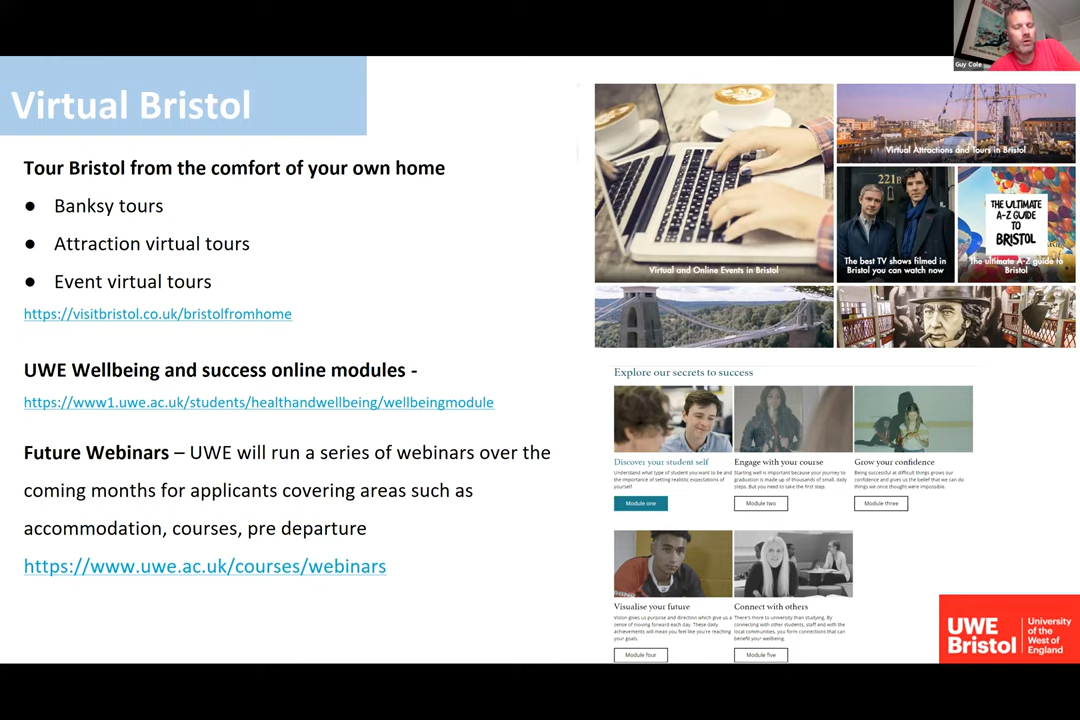 Guy Cole
Virtual Bristol
Tour Bristol from the comfort of your own home
● Banksy tours
● Attraction virtual tours
● Event virtual tours
https://visitbristol.co.uk/bristolfromhome
UWE Wellbeing and success online modules -
https://www1.uwe.ac.uk/students/healthandwellbeing/wellbeingmodule
Future Webinars – UWE will run a series of webinars over the
coming months for applicants covering areas such as
accommodation, courses, pre departure
https://www.uwe.ac.uk/courses/webinars
Virtual and Online Events in Bristol
Virtual Attractions and Tours in Bristol
221B
The best TV shows filmed in
Bristol you can watch now
THE ULTIMATE
A-Z GUIDE
TO
BRISTOL
The ultimate A-Z guide to
Bristol
Explore our secrets to success
Discover your student self
Understand what type of student you want to be and
the importance of setting realistic expectations of
yourself.
Module one
Engage with your course
Starting well is important because your journey to
graduation is made up of thousands of small, daily
steps. But you need to take the first step.
Module two
Grow your confidence
Being successful at difficult things grows our
confidence and gives us the belief that we can do
things we once thought were impossible.
Module three
Visualise your future
Vision gives us purpose and direction which give us a
sense of moving forward each day. These daily
achievements will mean you feel like you're reaching
your goals.
Module four
Connect with others
There's more to university than studying. By
connecting with other students, staff and with the
local communities, you form connections that can
benefit your wellbeing.
Module five
UWE
Bristol
University
of the
West of
England